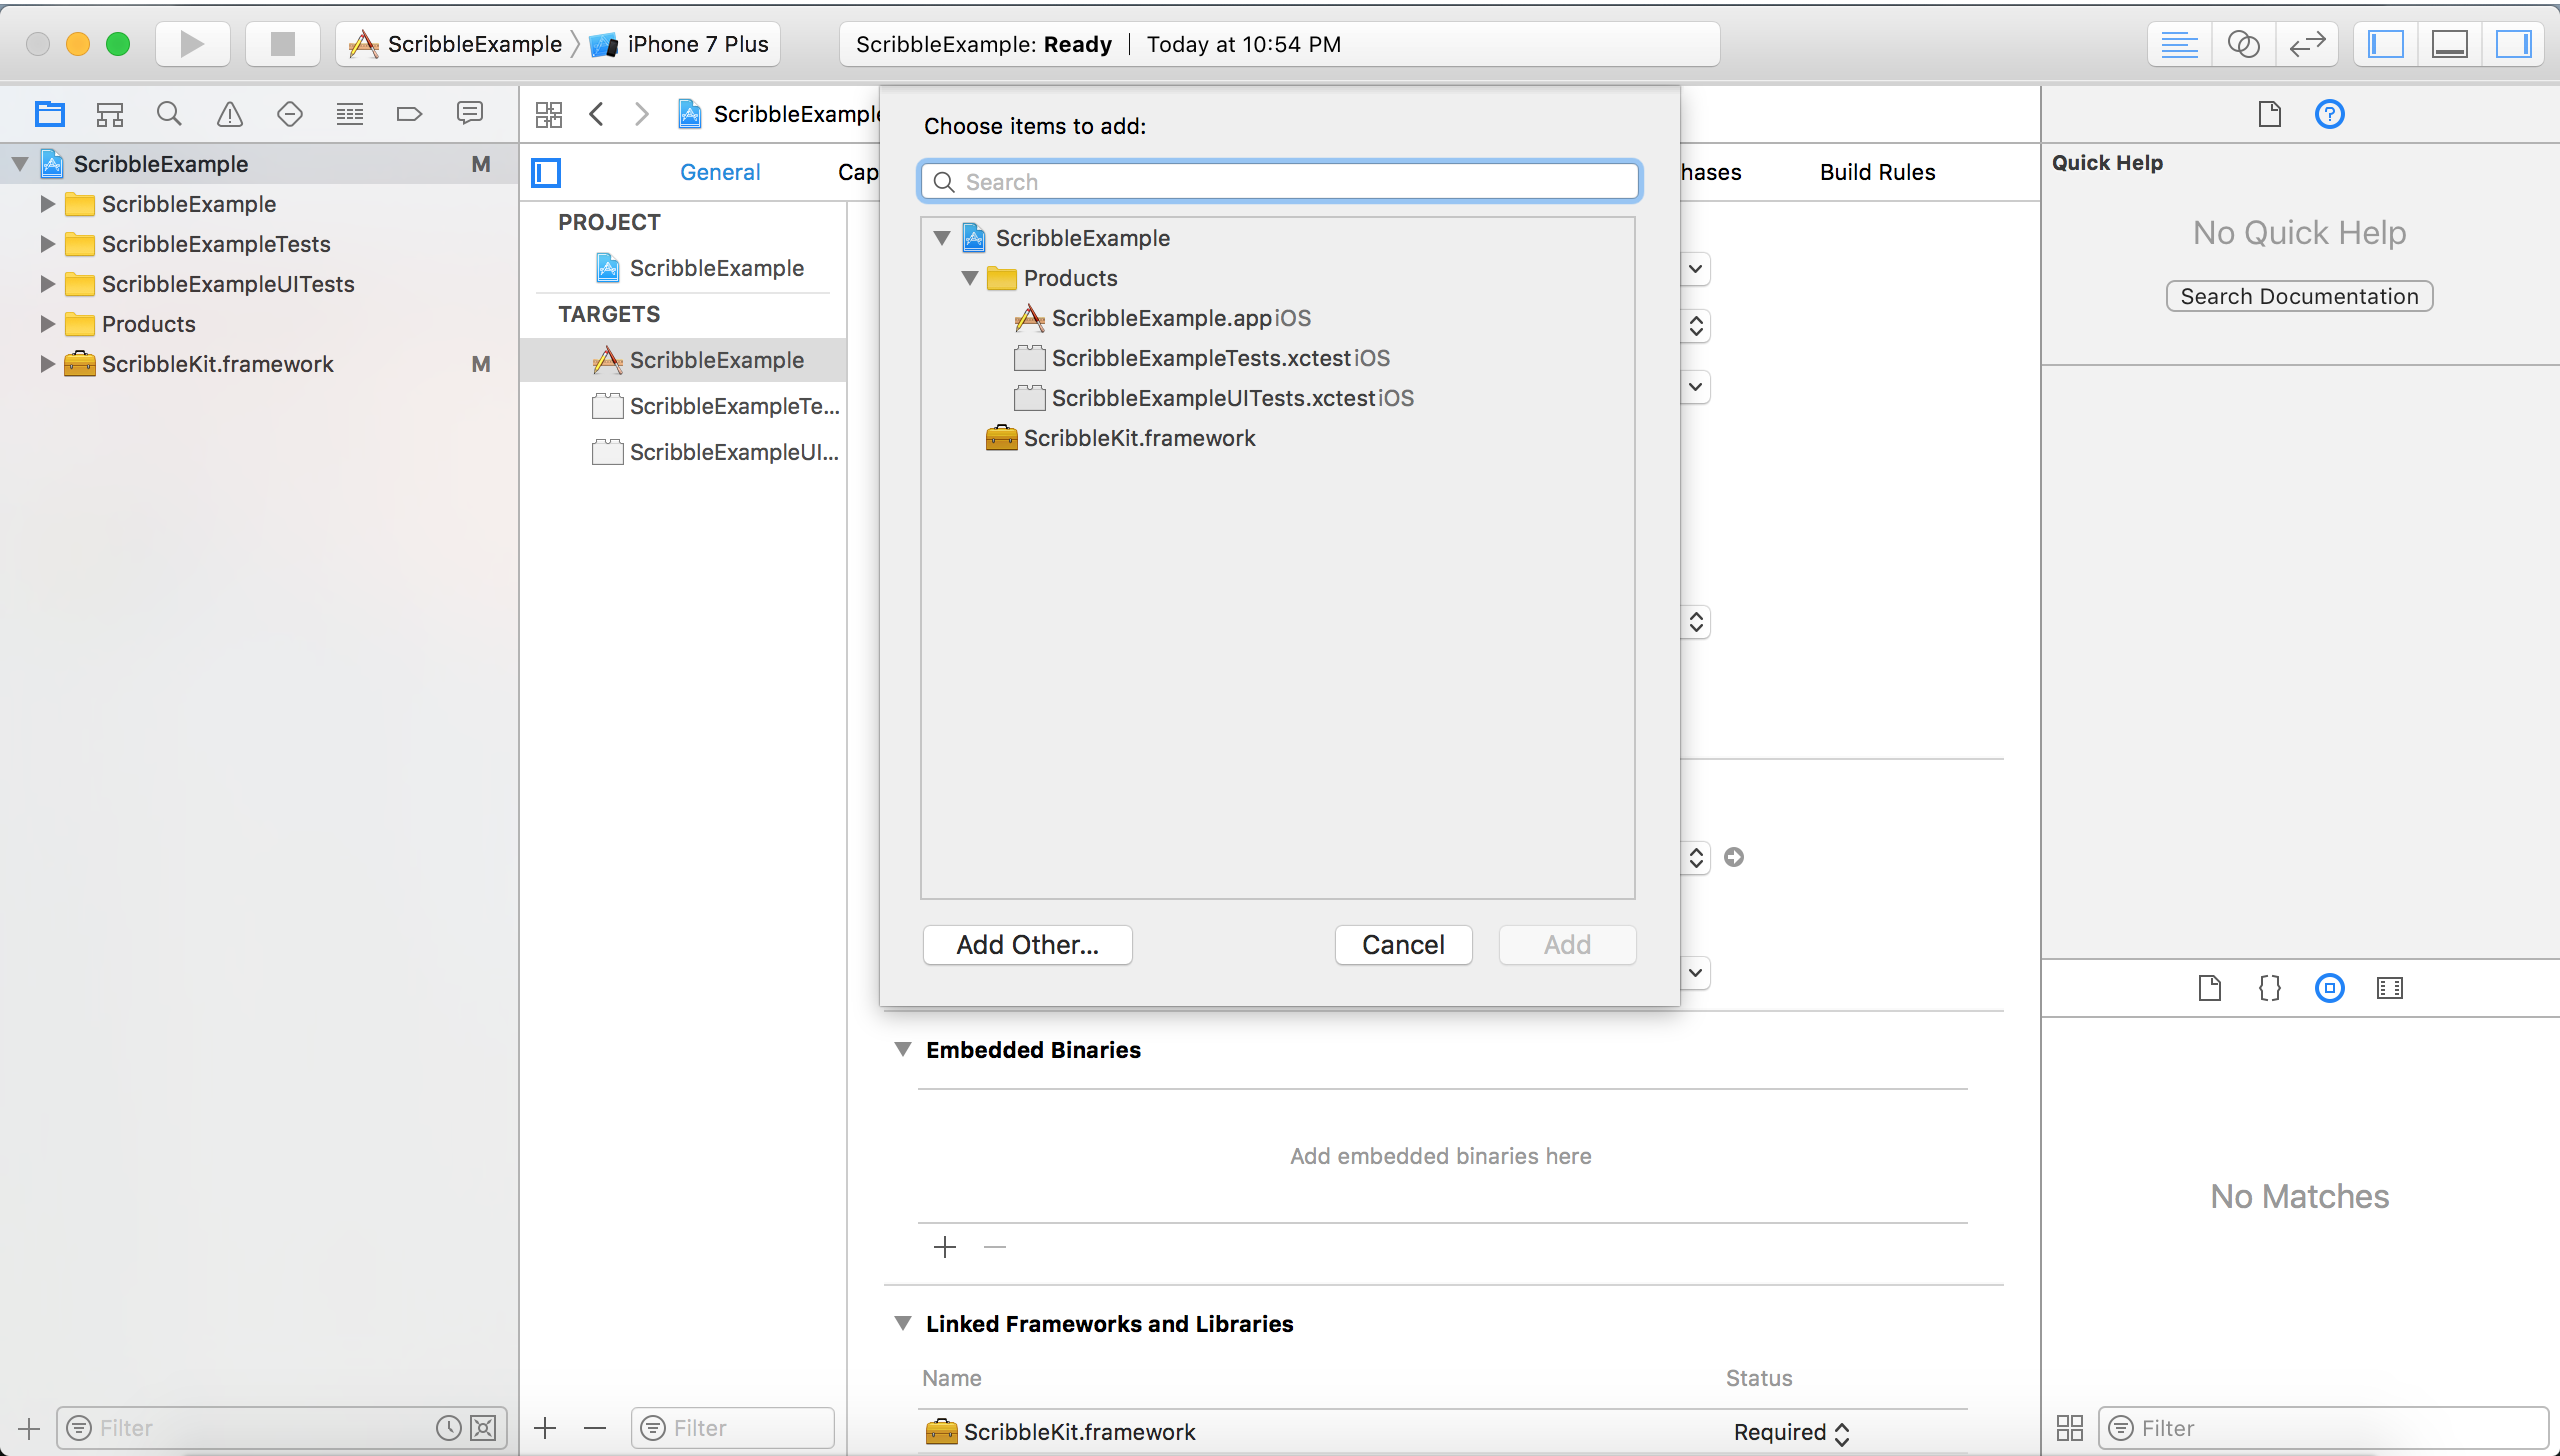 ScribbleExample iPhone 7 Plus
ScribbleExample: Ready Today at 10:54 PM
ScribbleExample M
ScribbleExample
ScribbleExampleTests
ScribbleExampleUITests
Products
ScribbleKit.framework M
Filter
ScribbleExample
General
Cap
hases
Build Rules
PROJECT
ScribbleExample
TARGETS
ScribbleExample
ScribbleExampleTe...
ScribbleExampleUI...
Filter
Choose items to add:
Search
ScribbleExample
Products
ScribbleExample.app iOS
ScribbleExampleTests.xctest iOS
ScribbleExampleUITests.xctest iOS
ScribbleKit.framework
Add Other...
Cancel
Add
Embedded Binaries
Add embedded binaries here
Linked Frameworks and Libraries
Name Status
ScribbleKit.framework Required
Quick Help
No Quick Help
Search Documentation
No Matches
Filter